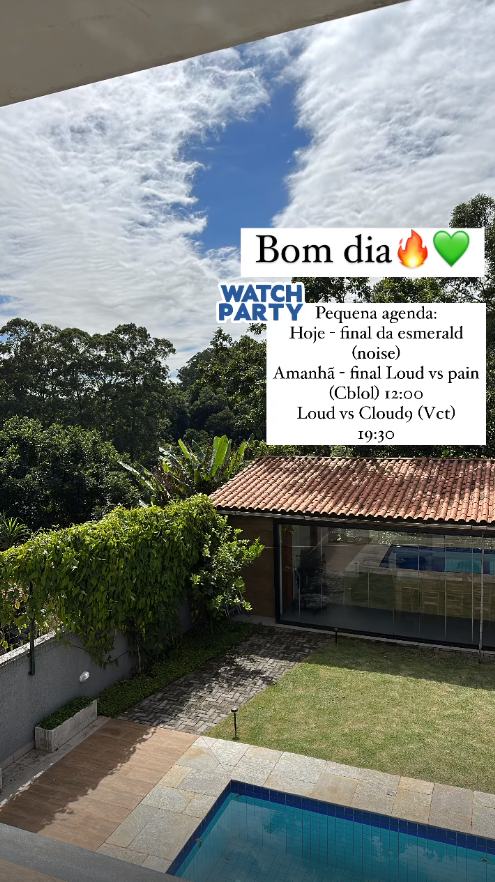 Bom dia🔥💚
WATCH
PARTY
Pequena agenda:
Hoje - final da esmerald
(noise)
Amanhã - final Loud vs pain
(Cblol) 12:00
Loud vs Cloud9 (Vct)
19:30